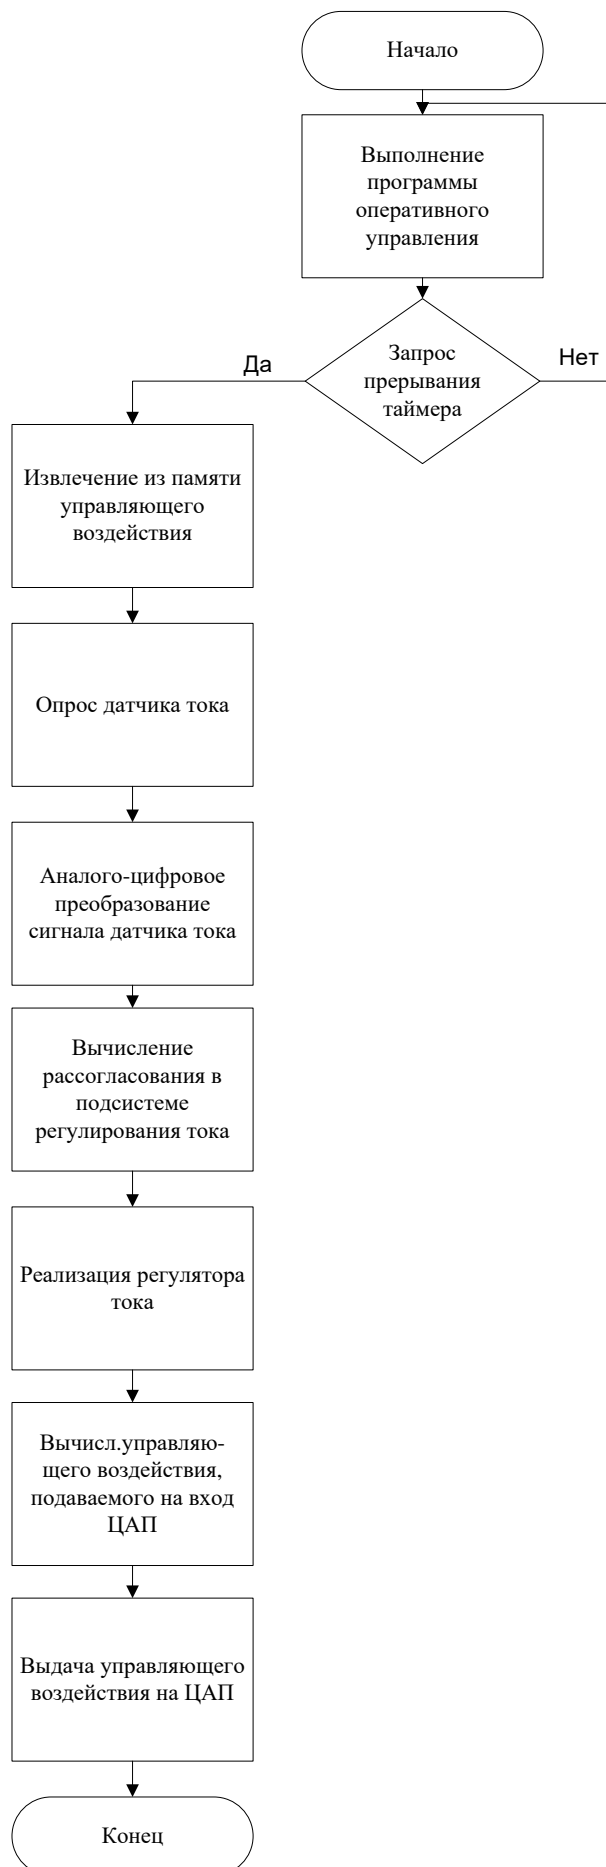 Начало
Выполнение
программы
оперативного
управления
Да
Запрос
прерывания
таймера
Нет
Извлечение из памяти
управляющего
воздействия
Опрос датчика тока
Аналого-цифровое
преобразование
сигнала датчика тока
Вычисление
рассогласования в
подсистеме
регулирования тока
Реализация регулятора
тока
Вычисл.управляю-
щего воздействия,
подаваемого на вход
ЦАП
Выдача управляющего
воздействия на ЦАП
Конец